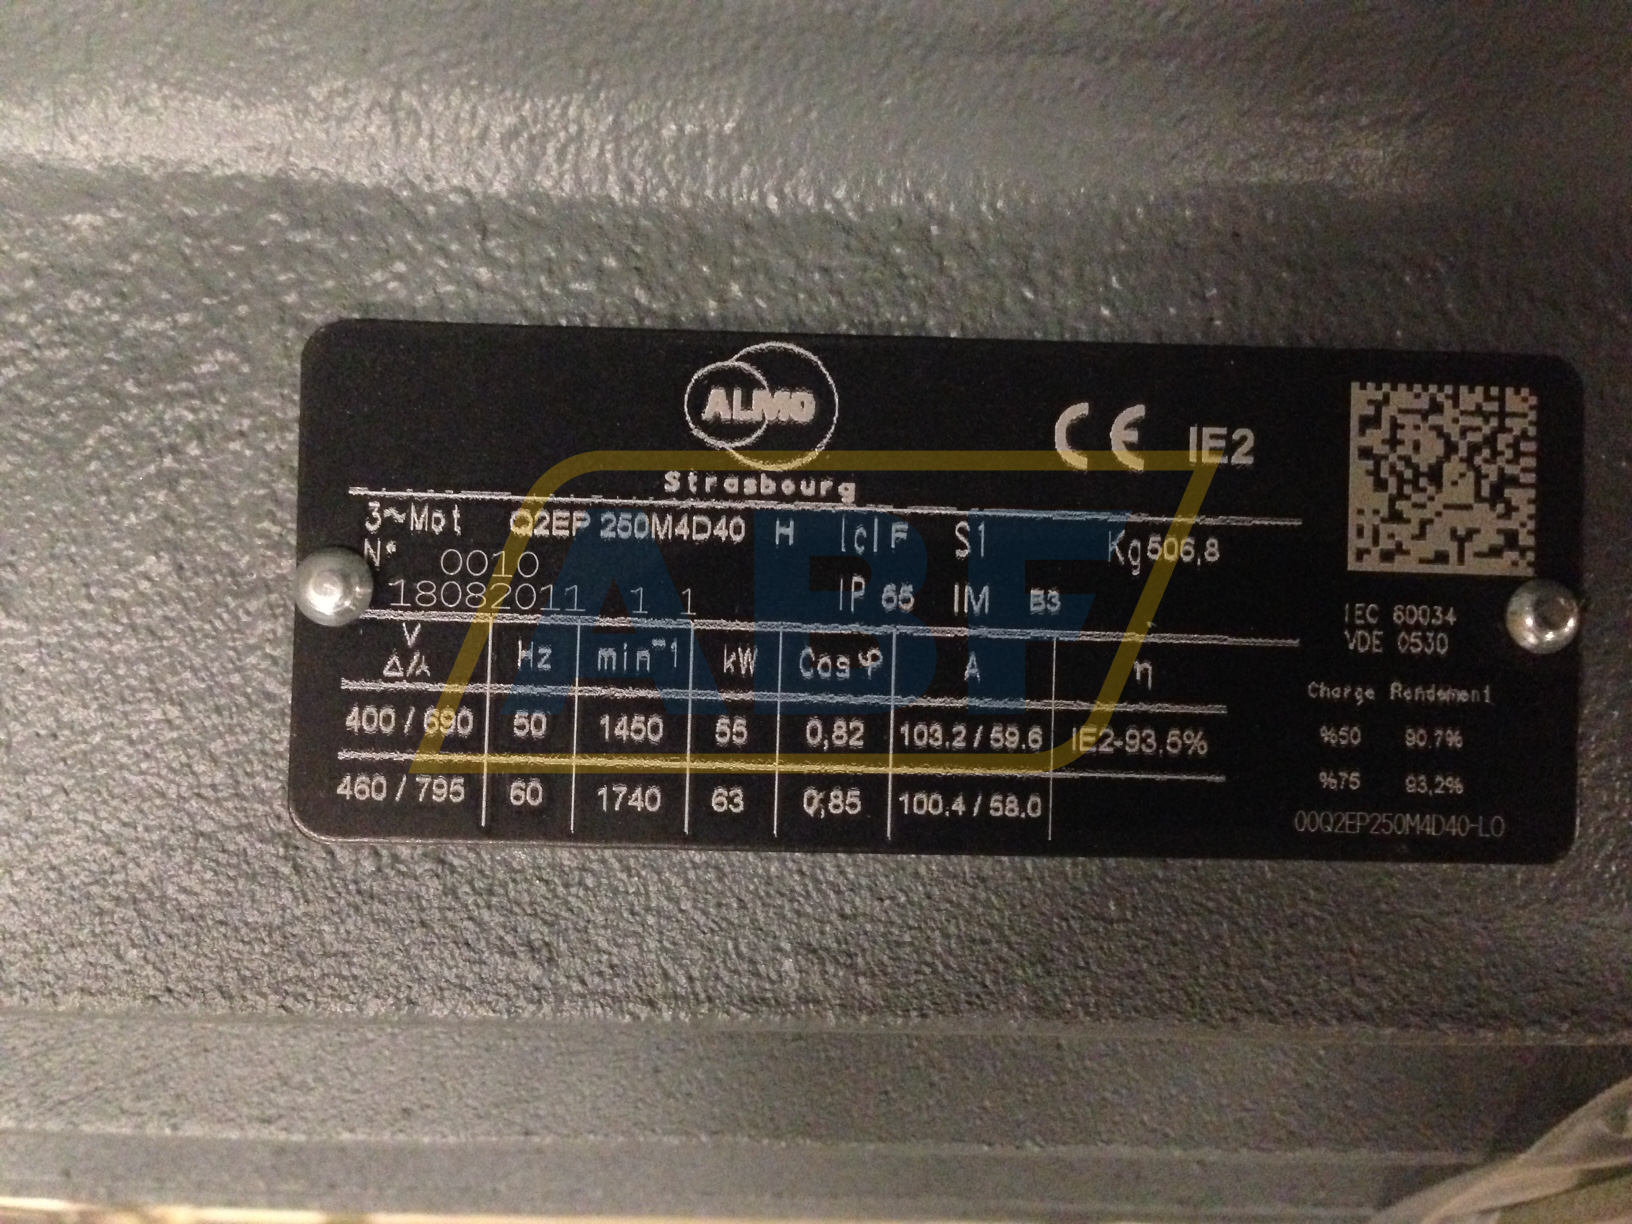 ALMO
Strasbourg
CE IE2
3~Mot Q2EP 250M4D40 H Icl F S1 Kg 506,8
N° 0010
18082011 1 1 IP 55 IM B3
IEC 60034
VDE 0530
V Δ/⅄ Hz min⁻¹ kW Cos φ A η
400 / 690 50 1450 55 0,82 103.2 / 59.6 IE2-93,5%
460 / 795 60 1740 63 0,85 100.4 / 58.0
Charge Rendement
%50 90.7%
%75 93,2%
00Q2EP250M4D40-LO
ABF